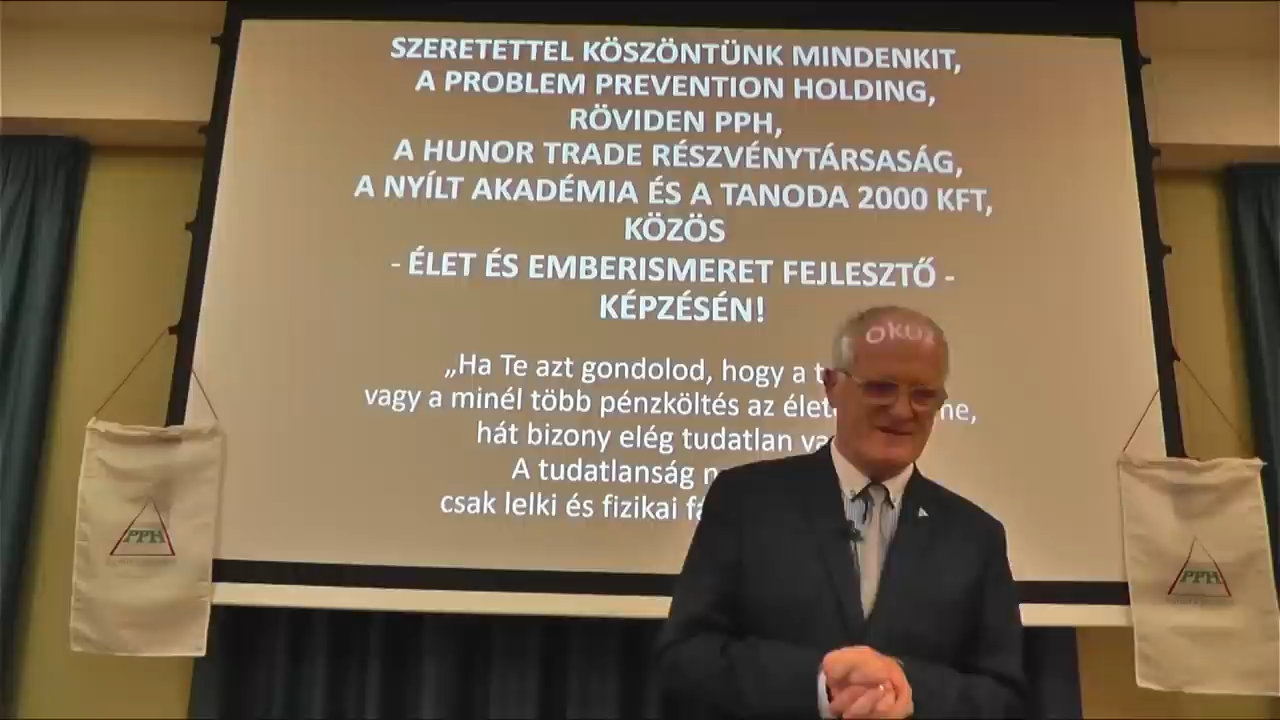 SZERETETTEL KÖSZÖNTÜNK MINDENKIT,
A PROBLEM PREVENTION HOLDING,
RÖVIDEN PPH,
A HUNOR TRADE RÉSZVÉNYTÁRSASÁG,
A NYÍLT AKADÉMIA ÉS A TANODA 2000 KFT,
KÖZÖS
- ÉLET ÉS EMBERISMERET FEJLESZTŐ -
KÉPZÉSÉN!
„Ha Te azt gondolod, hogy a
vagy a minél több pénzköltés az
hát bizony elég tudatlan
A tudatlanság
csak lelki és fizikai
PPH
PPH